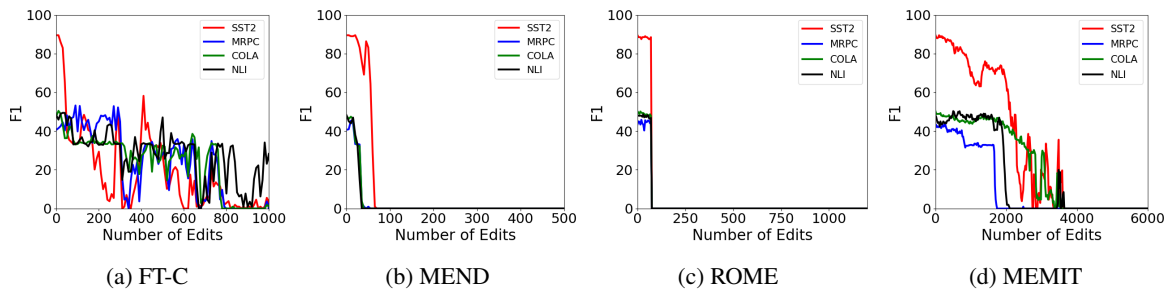 100
80
60
40
20
0
F1
SST2
MRPC
COLA
NLI
0 200 400 600 800 1000
Number of Edits
(a) FT-C
100
80
60
40
20
0
F1
SST2
MRPC
COLA
NLI
0 100 200 300 400 500
Number of Edits
(b) MEND
100
80
60
40
20
0
F1
SST2
MRPC
COLA
NLI
0 250 500 750 1000
Number of Edits
(c) ROME
100
80
60
40
20
0
F1
SST2
MRPC
COLA
NLI
0 2000 4000 6000
Number of Edits
(d) MEMIT